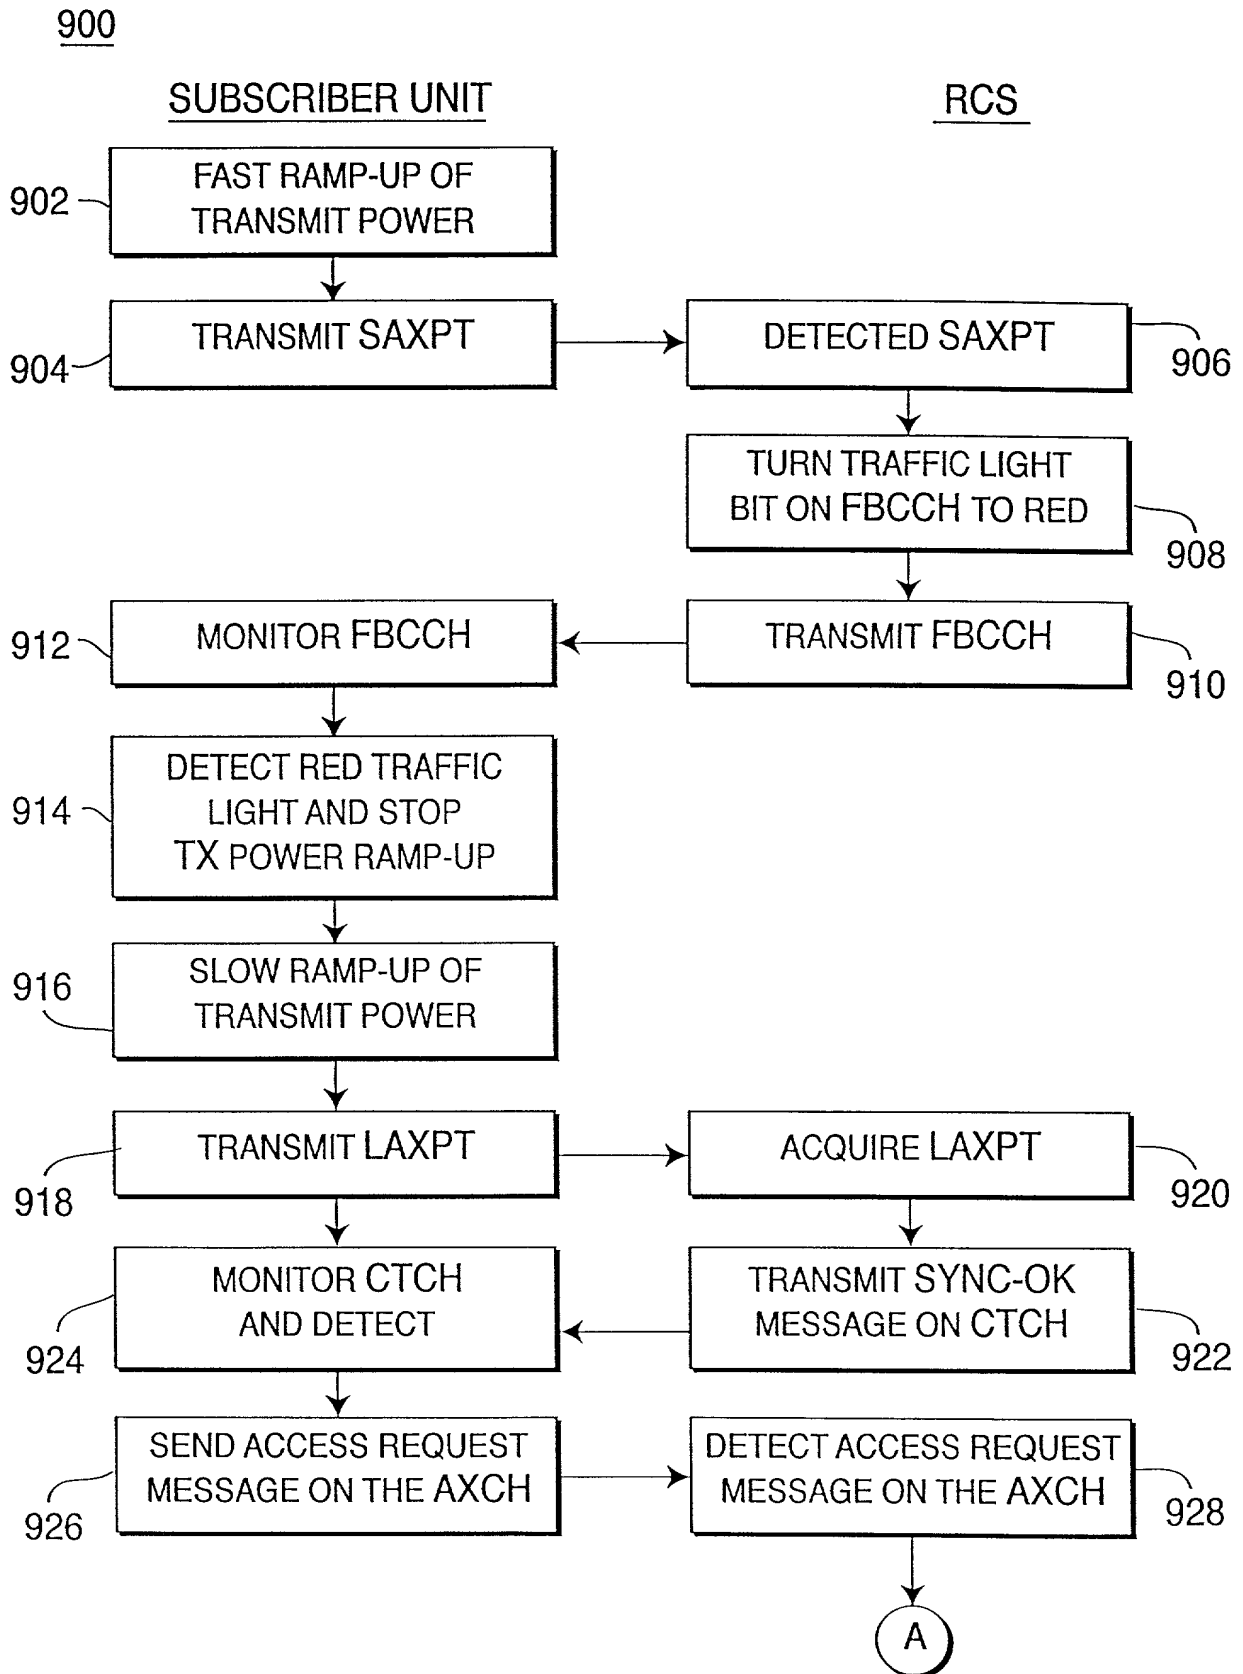 900
SUBSCRIBER UNIT
RCS
902
FAST RAMP-UP OF
TRANSMIT POWER
904
TRANSMIT SAXPT
DETECTED SAXPT
906
TURN TRAFFIC LIGHT
BIT ON FBCCH TO RED
908
912
MONITOR FBCCH
TRANSMIT FBCCH
910
914
DETECT RED TRAFFIC
LIGHT AND STOP
TX POWER RAMP-UP
916
SLOW RAMP-UP OF
TRANSMIT POWER
918
TRANSMIT LAXPT
ACQUIRE LAXPT
920
924
MONITOR CTCH
AND DETECT
TRANSMIT SYNC-OK
MESSAGE ON CTCH
922
926
SEND ACCESS REQUEST
MESSAGE ON THE AXCH
DETECT ACCESS REQUEST
MESSAGE ON THE AXCH
928
A